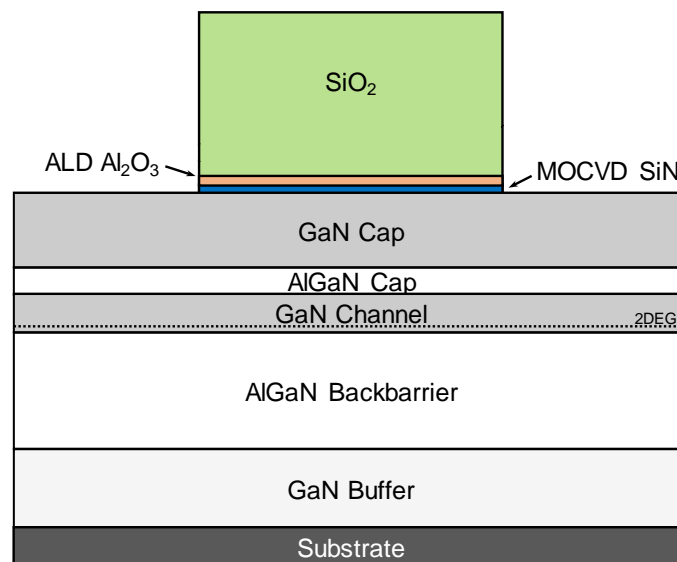 SiO₂
ALD Al₂O₃
MOCVD SiN
GaN Cap
AlGaN Cap
GaN Channel
2DEG
AlGaN Backbarrier
GaN Buffer
Substrate